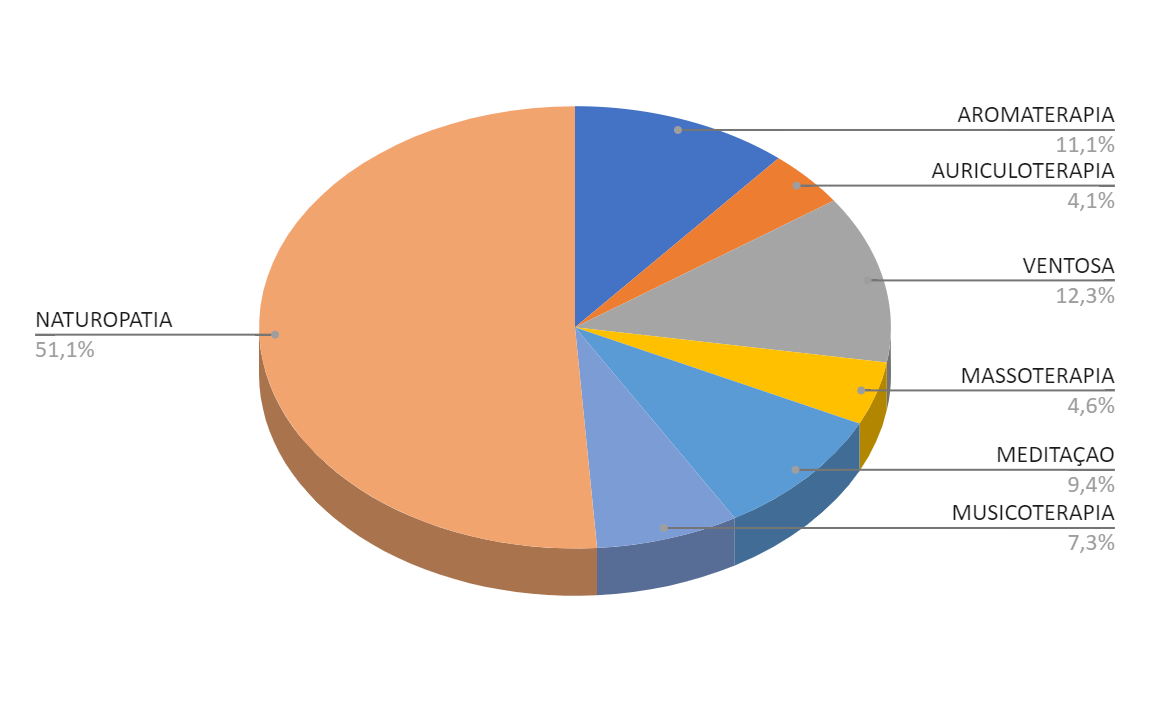 AROMATERAPIA
11,1%
AURICULOTERAPIA
4,1%
VENTOSA
12,3%
MASSOTERAPIA
4,6%
MEDITAÇAO
9,4%
MUSICOTERAPIA
7,3%
NATUROPATIA
51,1%